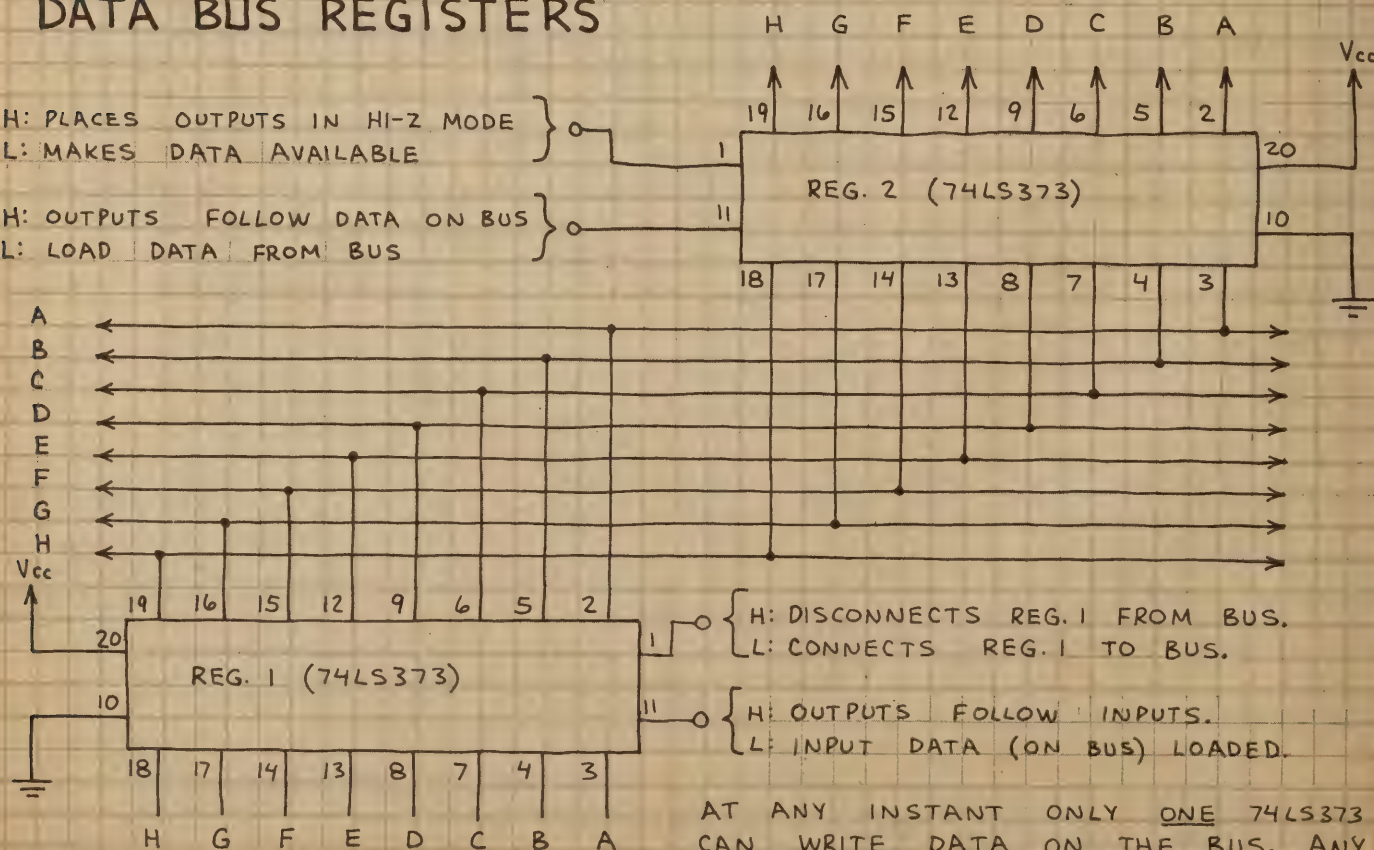 DATA BUS REGISTERS
H G F E D C B A
Vcc
H: PLACES OUTPUTS IN HI-Z MODE
L: MAKES DATA AVAILABLE
19 16 15 12 9 6 5 2
1
20
REG. 2 (74LS373)
H: OUTPUTS FOLLOW DATA ON BUS
L: LOAD DATA FROM BUS
11
10
18 17 14 13 8 7 4 3
A
B
C
D
E
F
G
H
Vcc
19 16 15 12 9 6 5 2
20
1
H: DISCONNECTS REG. 1 FROM BUS.
L: CONNECTS REG. 1 TO BUS.
REG. 1 (74LS373)
10
11
H: OUTPUTS FOLLOW INPUTS.
L: INPUT DATA (ON BUS) LOADED.
18 17 14 13 8 7 4 3
H G F E D C B A
AT ANY INSTANT ONLY ONE 74LS373
CAN WRITE DATA ON THE BUS. ANY